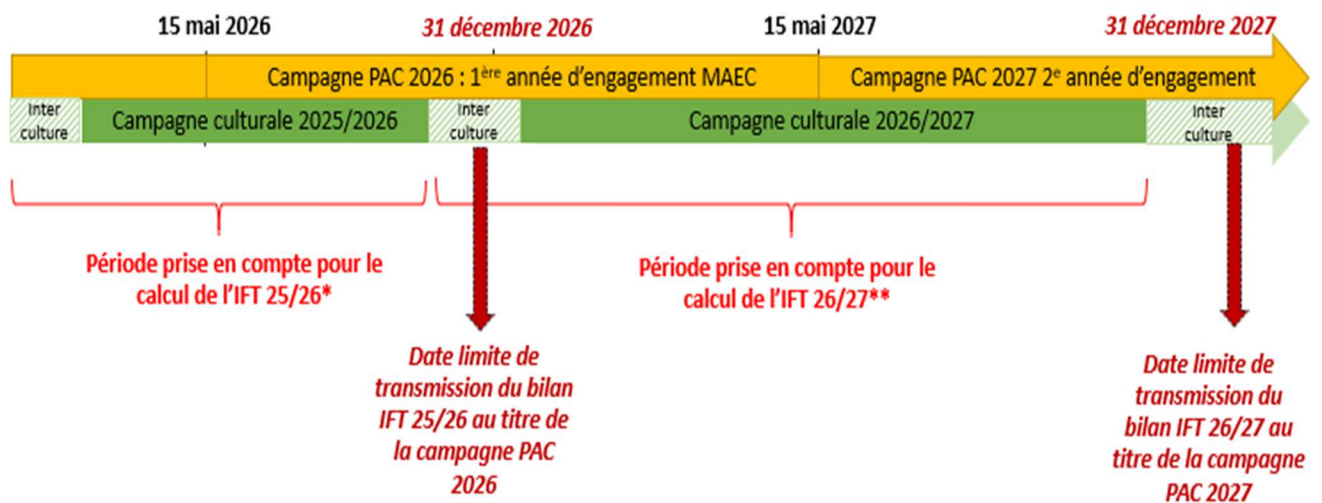 15 mai 2026
31 décembre 2026
15 mai 2027
31 décembre 2027
Campagne PAC 2026 : 1ère année d'engagement MAEC
Campagne PAC 2027 2e année d'engagement
Inter
culture
Campagne culturale 2025/2026
Inter
culture
Campagne culturale 2026/2027
Inter
culture
Période prise en compte pour le
calcul de l'IFT 25/26*
Période prise en compte pour le
calcul de l'IFT 26/27**
Date limite de
transmission du bilan
IFT 25/26 au titre de
la campagne PAC
2026
Date limite de
transmission du
bilan IFT 26/27 au
titre de la campagne
PAC 2027